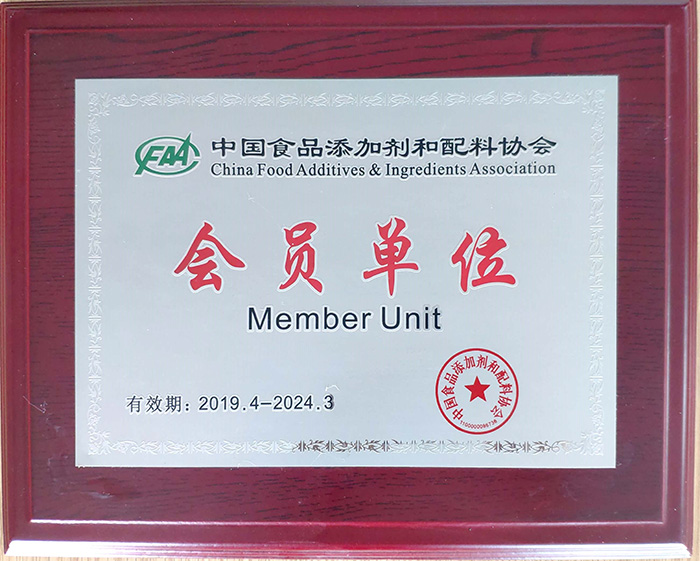 CFAA 中国食品添加剂和配料协会
China Food Additives & Ingredients Association
会员单位
Member Unit
有效期：2019.4-2024.3
中国食品添加剂和配料协会